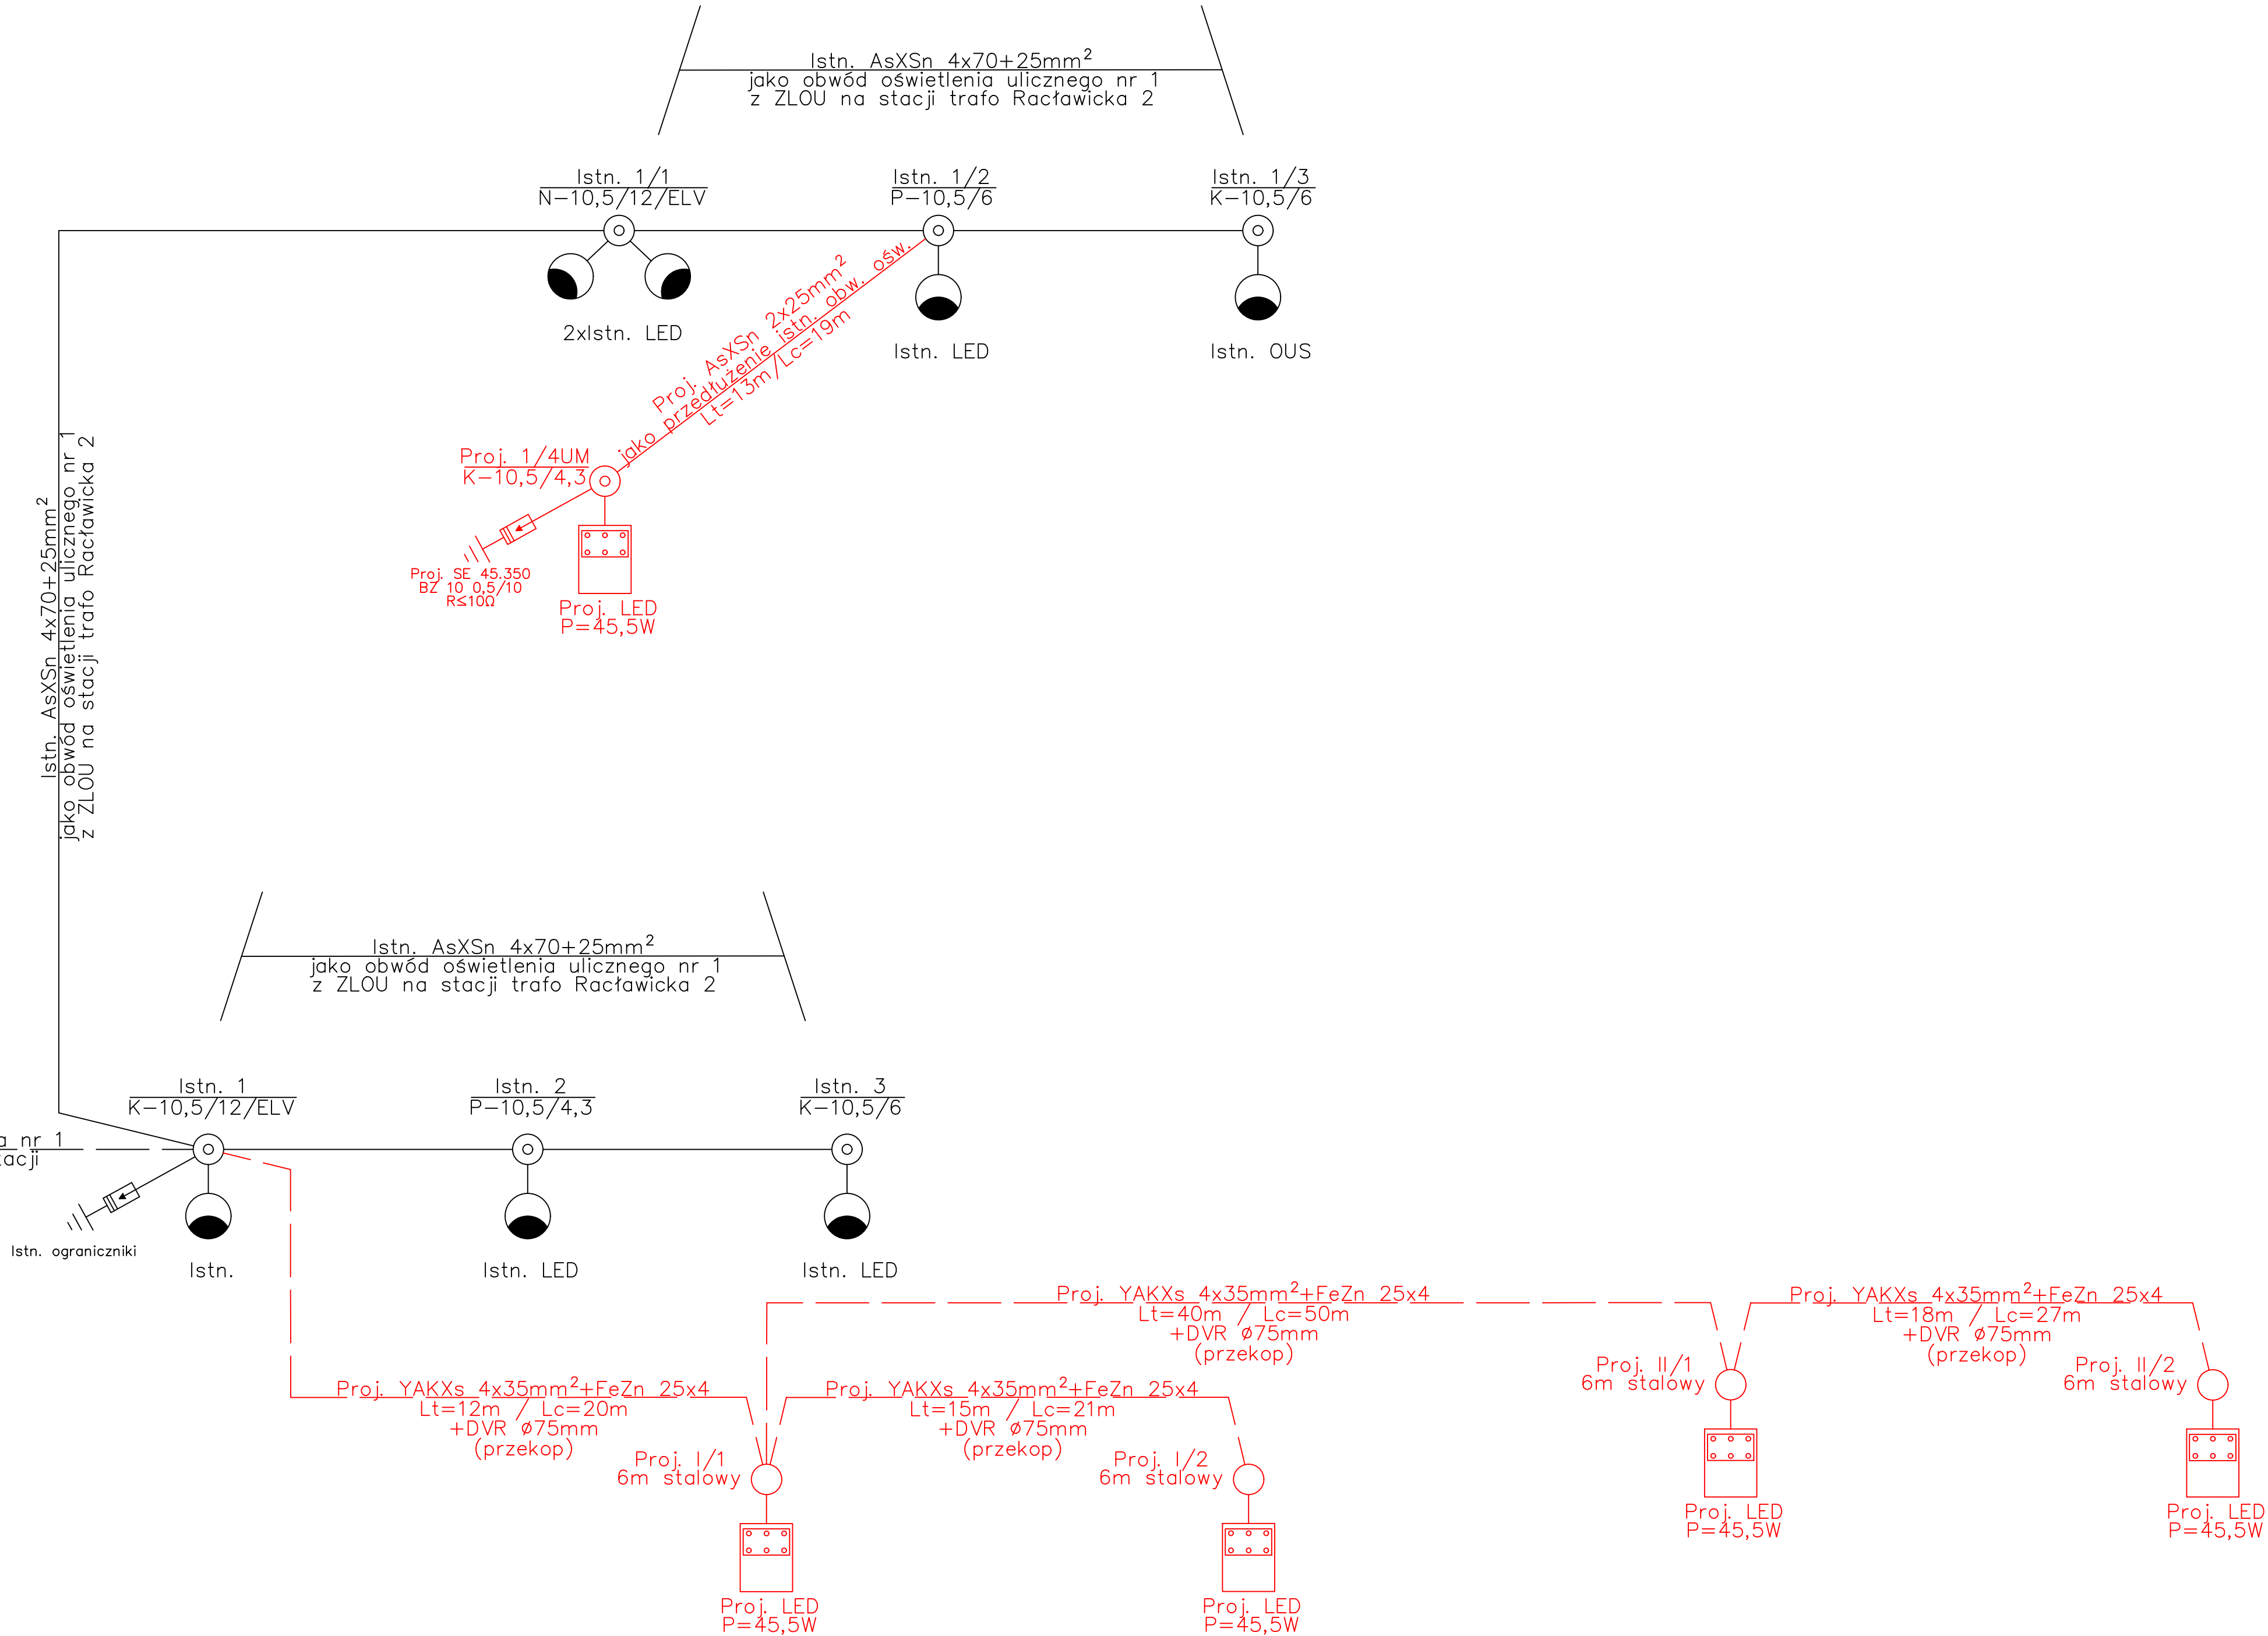 Istn. AsXSn 4x70+25mm²
jako obwód oświetlenia ulicznego nr 1
z ZLOU na stacji trafo Racławicka 2
Istn. 1/1
N-10,5/12/ELV
Istn. 1/2
P-10,5/6
Istn. 1/3
K-10,5/6
2xIstn. LED
Istn. LED
Istn. OUS
Proj. AsXSn 2x25mm²
jako przedłużenie istn. obw. ośw.
Lt=13m/Lc=19m
Proj. 1/4UM
K-10,5/4,3
Proj. SE 45.350
BZ 10 0,5/10
R≤10Ω
Proj. LED
P=45,5W
Istn. AsXSn 4x70+25mm²
jako obwód oświetlenia ulicznego nr 1
z ZLOU na stacji trafo Racławicka 2
Istn. AsXSn 4x70+25mm²
jako obwód oświetlenia ulicznego nr 1
z ZLOU na stacji trafo Racławicka 2
Istn. 1
K-10,5/12/ELV
Istn. 2
P-10,5/4,3
Istn. 3
K-10,5/6
nr 1
acji
Istn. ograniczniki
Istn.
Istn. LED
Istn. LED
Proj. YAKXs 4x35mm²+FeZn 25x4
Lt=40m / Lc=50m
+DVR ø75mm
(przekop)
Proj. YAKXs 4x35mm²+FeZn 25x4
Lt=18m / Lc=27m
+DVR ø75mm
(przekop)
Proj. II/1
6m stalowy
Proj. II/2
6m stalowy
Proj. YAKXs 4x35mm²+FeZn 25x4
Lt=12m / Lc=20m
+DVR ø75mm
(przekop)
Proj. YAKXs 4x35mm²+FeZn 25x4
Lt=15m / Lc=21m
+DVR ø75mm
(przekop)
Proj. I/1
6m stalowy
Proj. I/2
6m stalowy
Proj. LED
P=45,5W
Proj. LED
P=45,5W
Proj. LED
P=45,5W
Proj. LED
P=45,5W